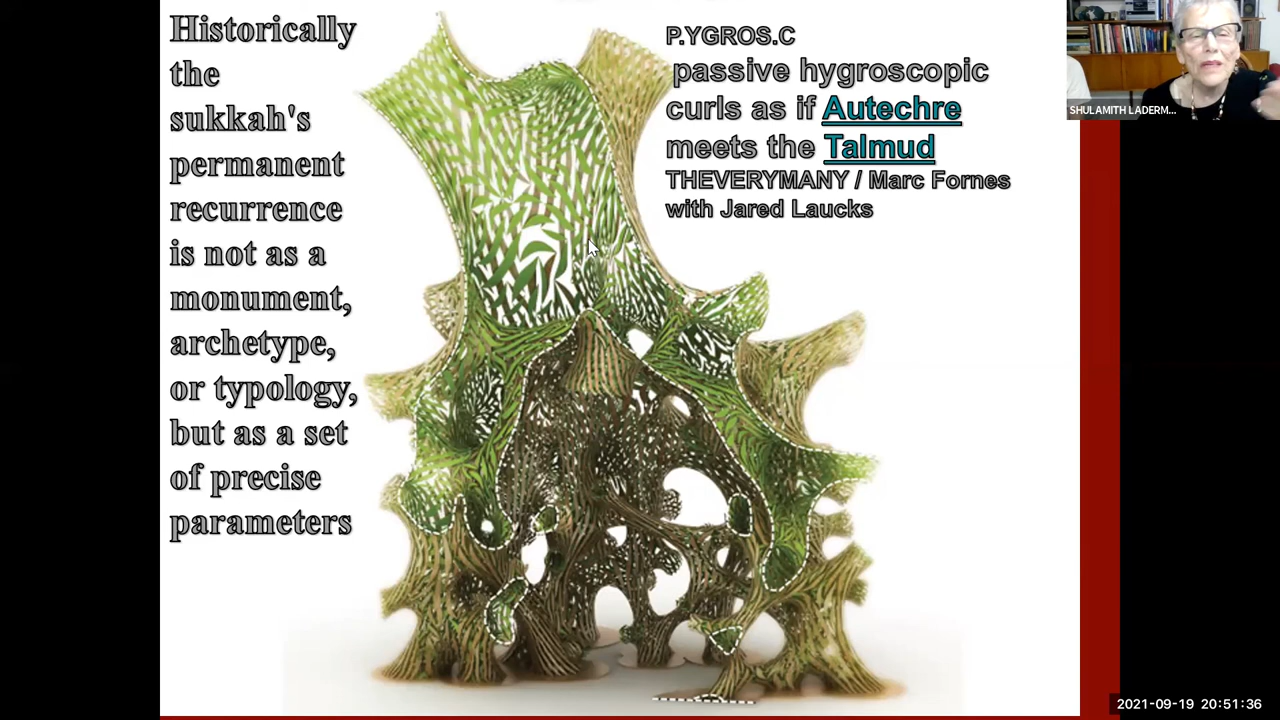 Historically
the
sukkah's
permanent
recurrence
is not as a
monument,
archetype,
or typology,
but as a set
of precise
parameters
P.YGROS.C
passive hygroscopic
curls as if Autechre
meets the Talmud
THEVERYMANY / Marc Fornes
with Jared Laucks
SHULAMITH LADERM...
2021-09-19 20:51:36